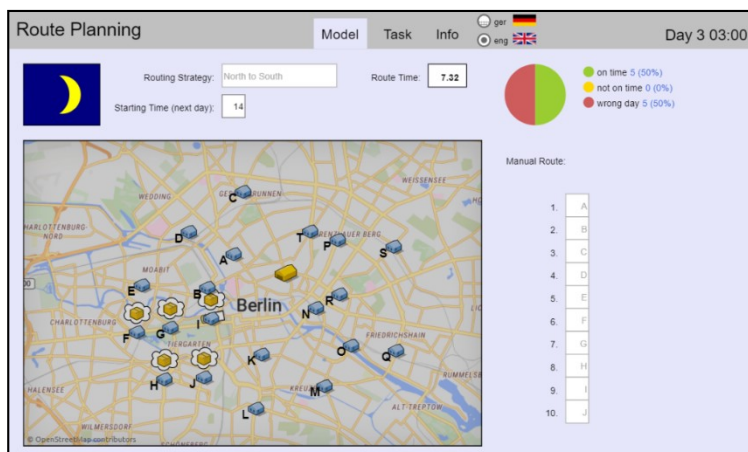 Route Planning
Model
Task
Info
ger
eng
Day 3 03:00
Routing Strategy:
North to South
Route Time:
7.32
Starting Time (next day):
14
on time 5 (50%)
not on time 0 (0%)
wrong day 5 (50%)
Manual Route:
1. A
2. B
3. C
4. D
5. E
6. F
7. G
8. H
9. I
10. J
WEISSENSEE
WEDDING
C
CHARLOTTENBURG-
NORD
D
T
P
S
A
MOABIT
E
B
Berlin
R
N
I
CHARLOTTENBURG
F
G
FRIEDRICHSHAIN
TIERGARTEN
O
Q
K
H
J
HALENSEE
M
L
ALT-TREPTOW
WILMERSDORF
SCHÖNEBERG
© OpenStreetMap contributors